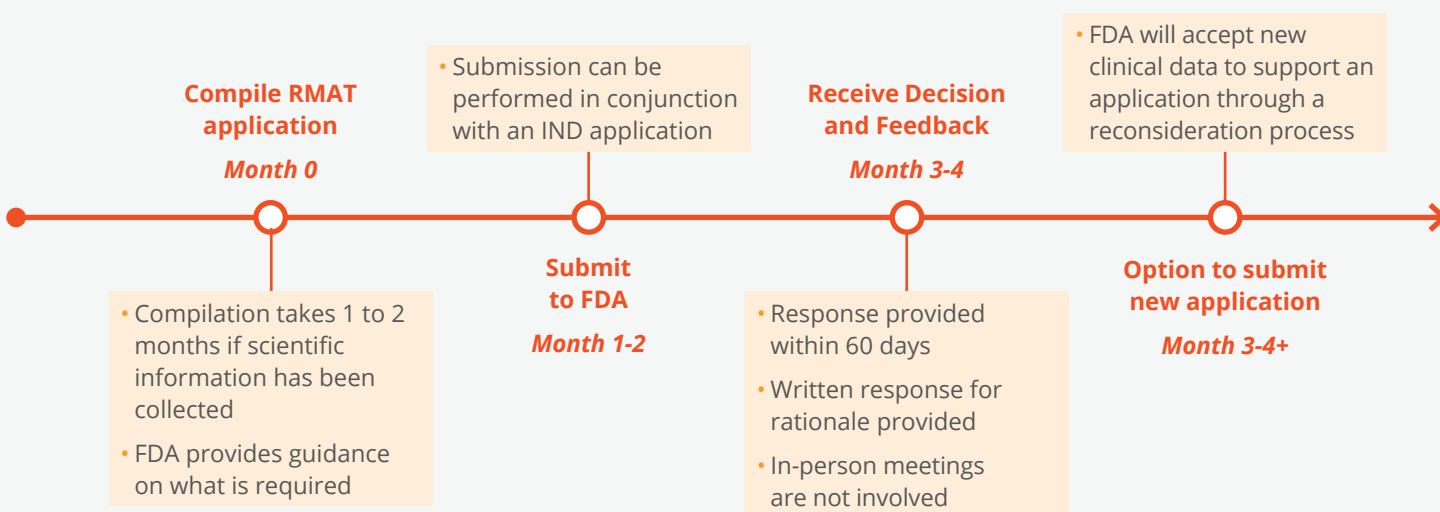 Compile RMAT
application
Month 0
• Compilation takes 1 to 2
months if scientific
information has been
collected
• FDA provides guidance
on what is required
• Submission can be
performed in conjunction
with an IND application
Submit
to FDA
Month 1-2
Receive Decision
and Feedback
Month 3-4
• Response provided
within 60 days
• Written response for
rationale provided
• In-person meetings
are not involved
• FDA will accept new
clinical data to support an
application through a
reconsideration process
Option to submit
new application
Month 3-4+